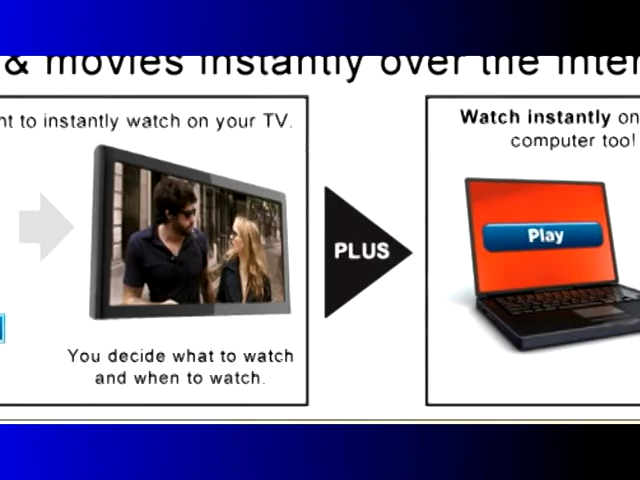 & movies instantly over the Inter
nt to instantly watch on your TV.
You decide what to watch
and when to watch.
PLUS
Watch instantly on
computer too!
Play